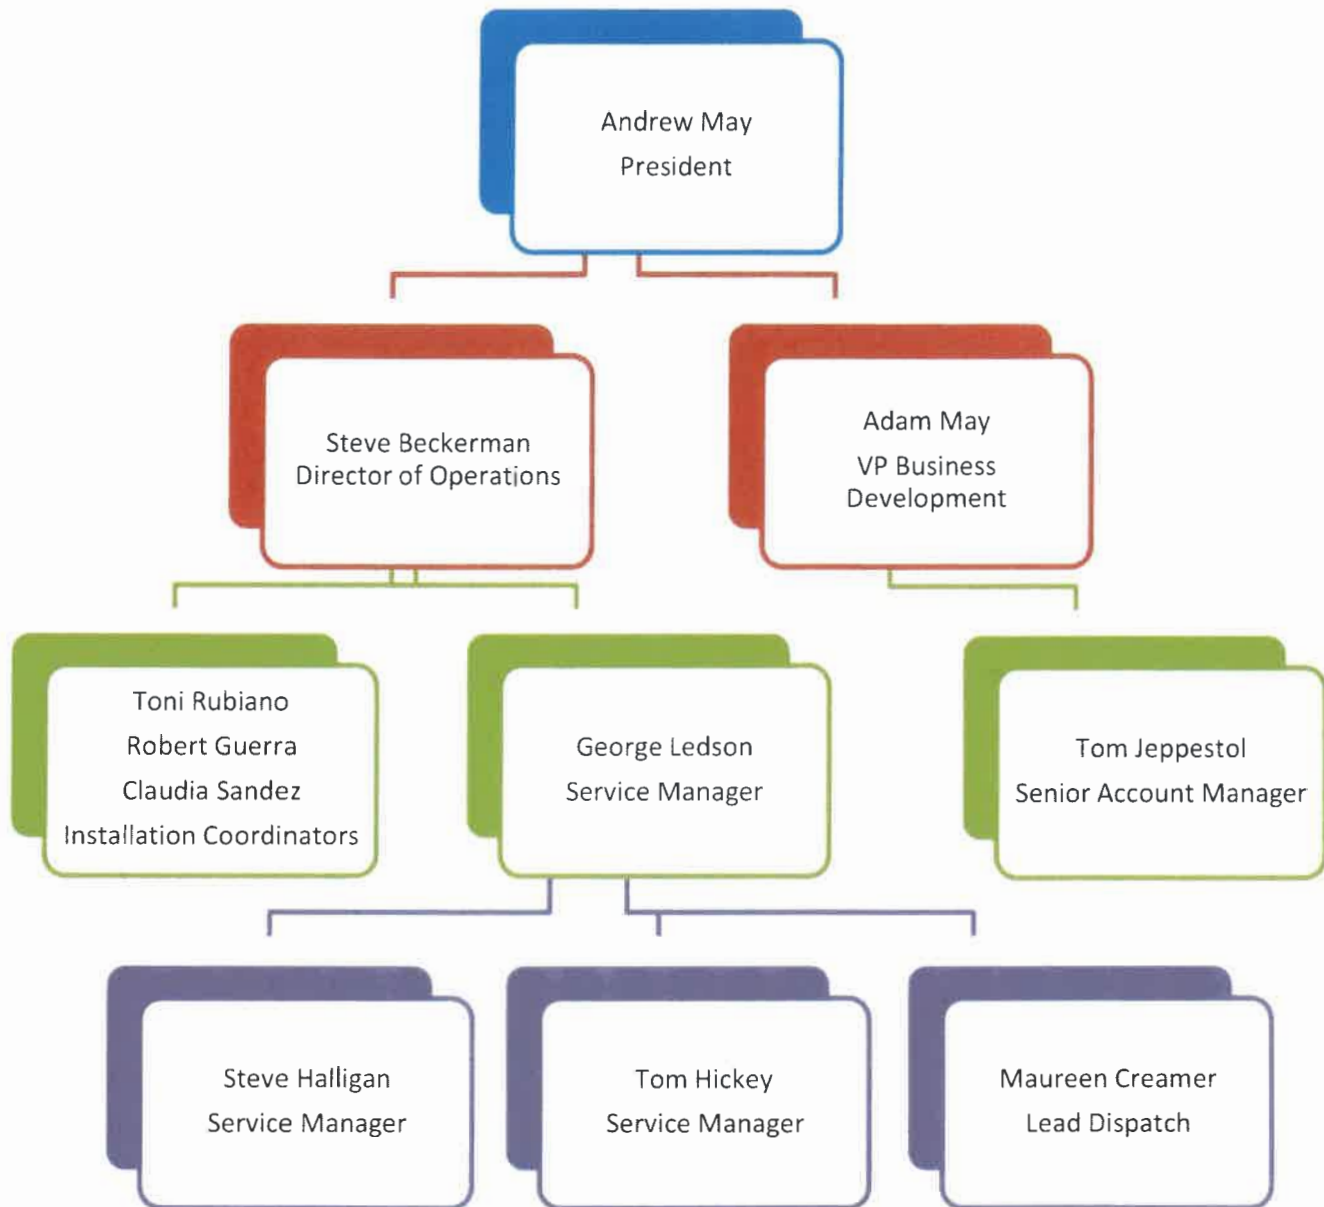 Andrew May
President
Steve Beckerman
Director of Operations
Adam May
VP Business
Development
Toni Rubiano
Robert Guerra
Claudia Sandez
Installation Coordinators
George Ledson
Service Manager
Tom Jeppestol
Senior Account Manager
Steve Halligan
Service Manager
Tom Hickey
Service Manager
Maureen Creamer
Lead Dispatch